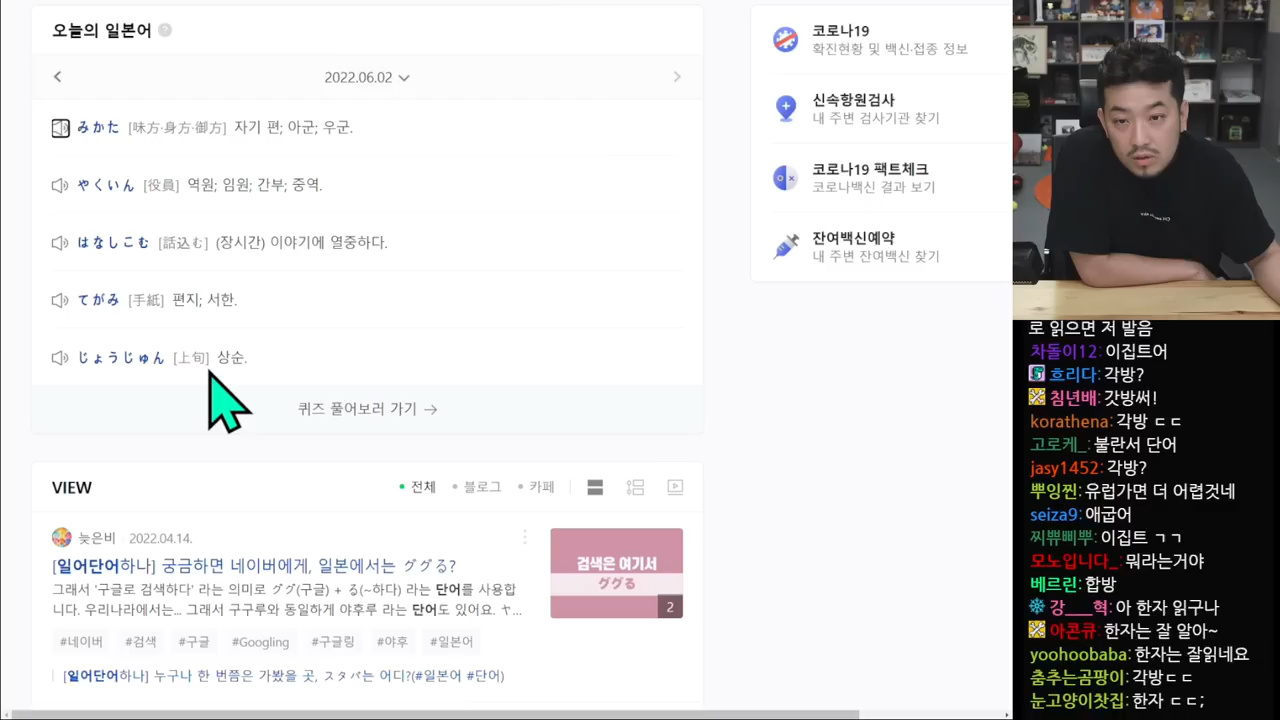 오늘의 일본어
2022.06.02
みかた [味方·身方·御方] 자기 편; 아군; 우군.
やくいん [役員] 역원; 임원; 간부; 중역.
はなしこむ [話込む] (장시간) 이야기에 열중하다.
てがみ [手紙] 편지; 서한.
じょうじゅん [上旬] 상순.
퀴즈 풀어보러 가기 →
VIEW
전체 블로그 카페
늦은비 2022.04.14.
[일어단어하나] 궁금하면 네이버에게, 일본에서는 ググる?
그래서 '구글로 검색하다' 라는 의미로 ググ(구글) + る(~하다) 라는 단어를 사용합
니다. 우리나라에서는... 그래서 구구루와 동일하게 야후루 라는 단어도 있어요. ヤ...
#네이버 #검색 #구글 #Googling #구글링 #야후 #일본어
[일어단어하나] 누구나 한 번쯤은 가봤을 곳, スタバ는 어디?(#일본어 #단어)
검색은 여기서
ググる
2
코로나19
확진현황 및 백신·접종 정보
신속항원검사
내 주변 검사기관 찾기
코로나19 팩트체크
코로나백신 결과 보기
잔여백신예약
내 주변 잔여백신 찾기
로 읽으면 저 발음
차돌이12: 이집트어
흐리다: 각방?
침년배: 갓방써!
korathena: 각방 ㄷㄷ
고로케_: 불란서 단어
jasy1452: 각방?
뿌잉찐: 유럽가면 더 어렵것네
seiza9: 애굽어
찌쀼삐뿌: 이집트 ㄱㄱ
모노입니다_: 뭐라는거야
베르린: 합방
강___혁: 아 한자 읽구나
아콘큐: 한자는 잘 알아~
yoohoobaba: 한자는 잘읽네요
춤추는곰팡이: 각방ㄷㄷ
눈고양이찻집: 한자 ㄷㄷ;